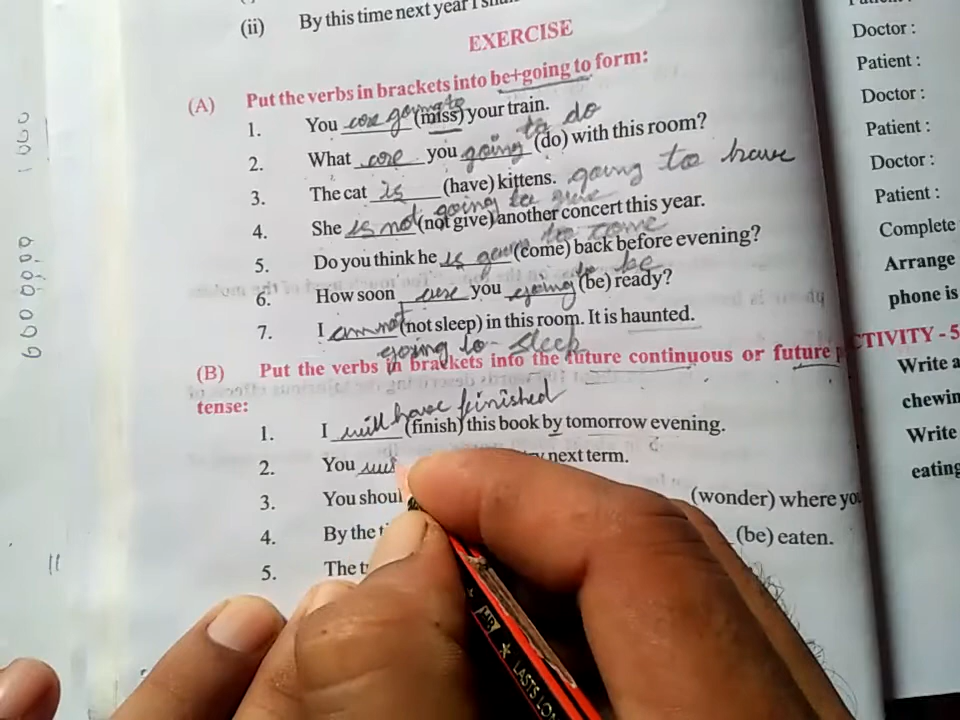 (ii) By this time next year I
EXERCISE
(A) Put the verbs in brackets into be+going to form:
1. You are going to (miss) your train.
2. What are you going to do (do) with this room?
3. The cat is (have) kittens. going to have
4. She is not going to give (not give) another concert this year.
5. Do you think he is going to come (come) back before evening?
6. How soon are you going to be (be) ready?
7. I am not (not sleep) in this room. It is haunted.
going to sleep
(B) Put the verbs in brackets into the future continuous or future
tense:
1. I will have finished (finish) this book by tomorrow evening.
2. You next term.
3. You (wonder) where
4. By the (be) eaten.
5.
Doctor :
Patient :
Doctor :
Patient :
Doctor :
Patient :
Complete
Arrange
phone is
CTIVITY - 5
Write a
Write
eating